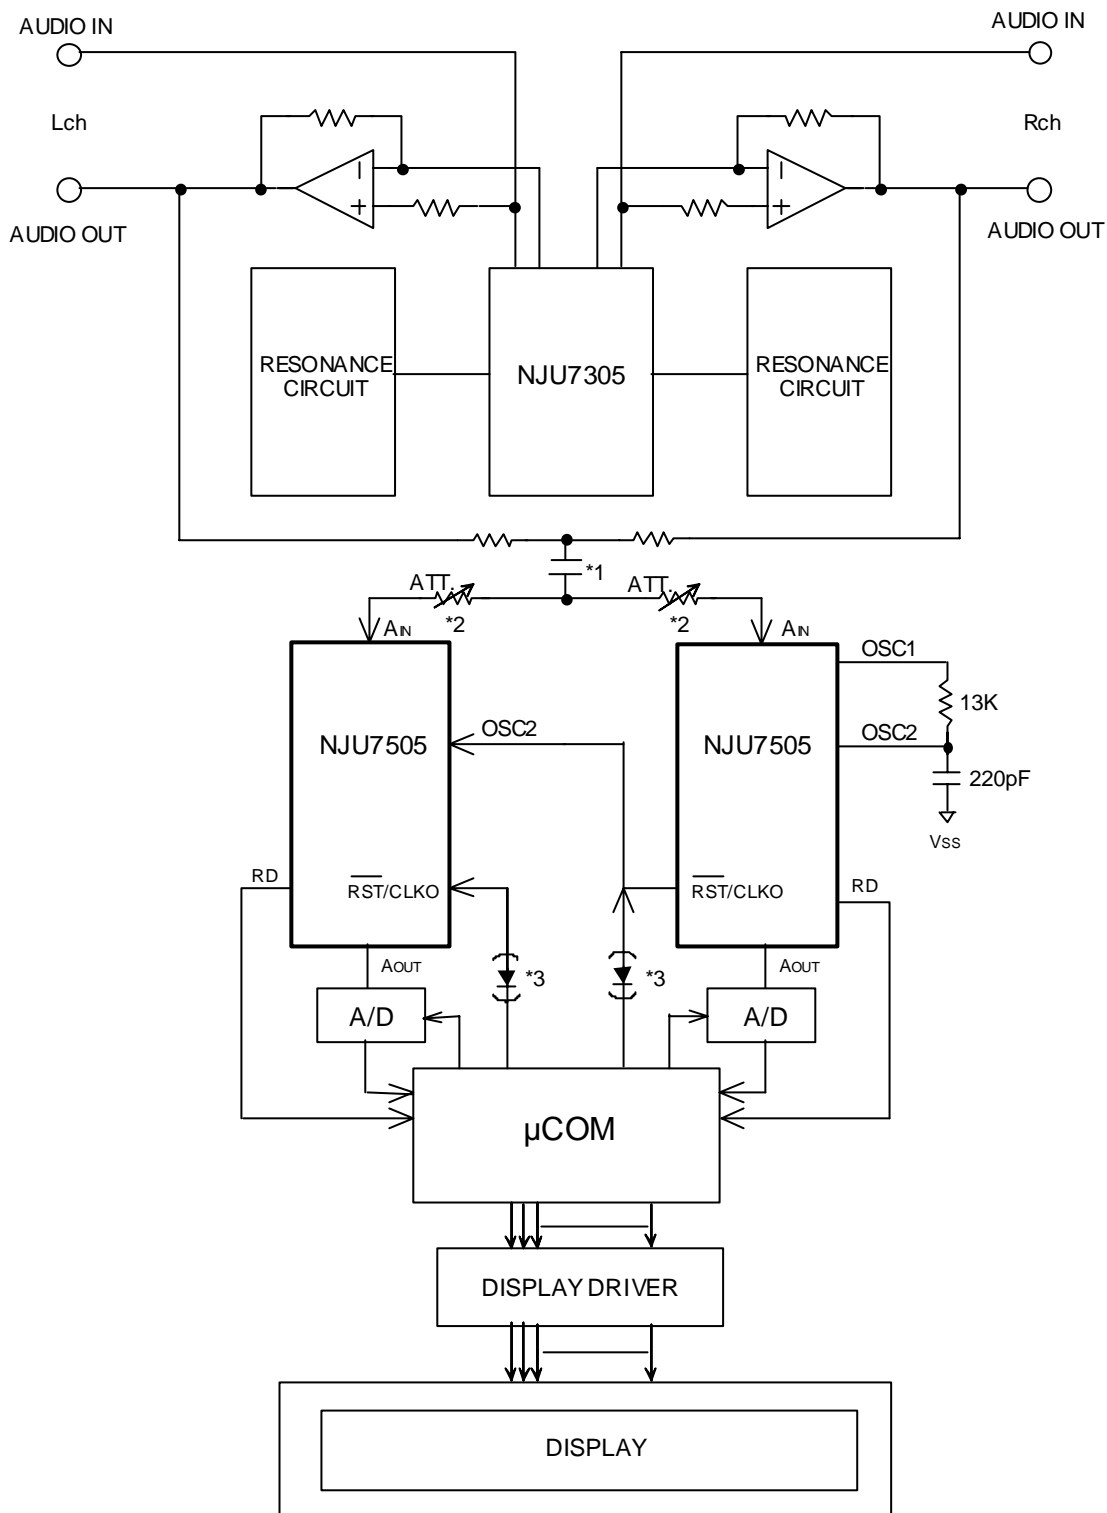 AUDIO IN
AUDIO IN
Lch
Rch
AUDIO OUT
AUDIO OUT
RESONANCE
CIRCUIT
NJU7305
RESONANCE
CIRCUIT
*1
ATT.
ATT.
*2
*2
AIN
AIN
OSC1
13K
OSC2
OSC2
NJU7505
NJU7505
220pF
Vss
RD
RST/CLKO
RST/CLKO
RD
AOUT
*3
*3
AOUT
A/D
A/D
µCOM
DISPLAY DRIVER
DISPLAY